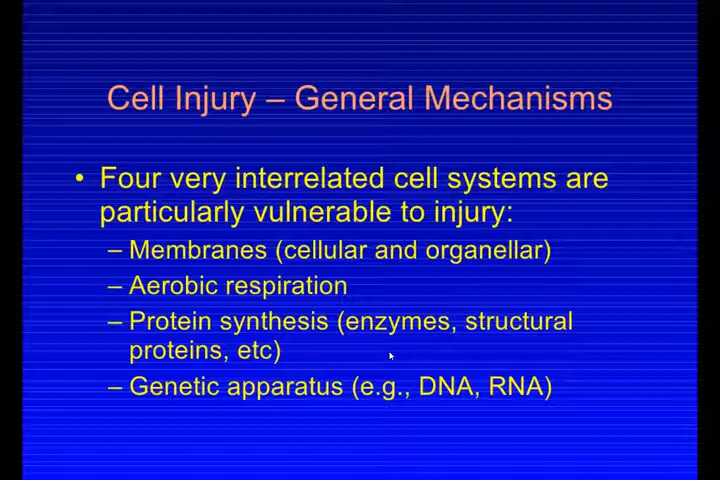 Cell Injury – General Mechanisms
• Four very interrelated cell systems are
particularly vulnerable to injury:
– Membranes (cellular and organellar)
– Aerobic respiration
– Protein synthesis (enzymes, structural
proteins, etc)
– Genetic apparatus (e.g., DNA, RNA)